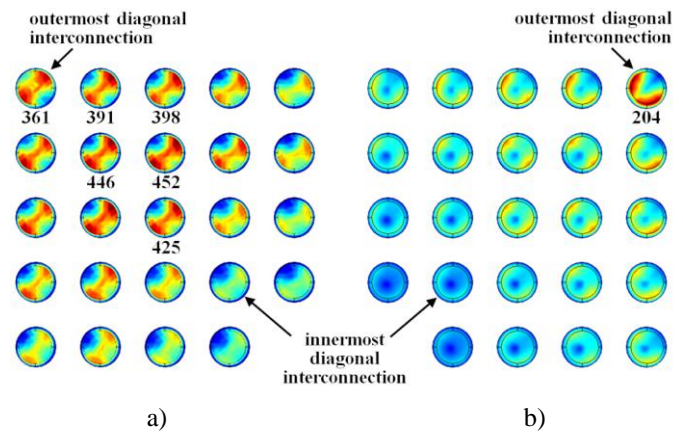 outermost diagonal
interconnection
outermost diagonal
interconnection
361 391 398
204
446 452
425
innermost
diagonal
interconnection
a) b)